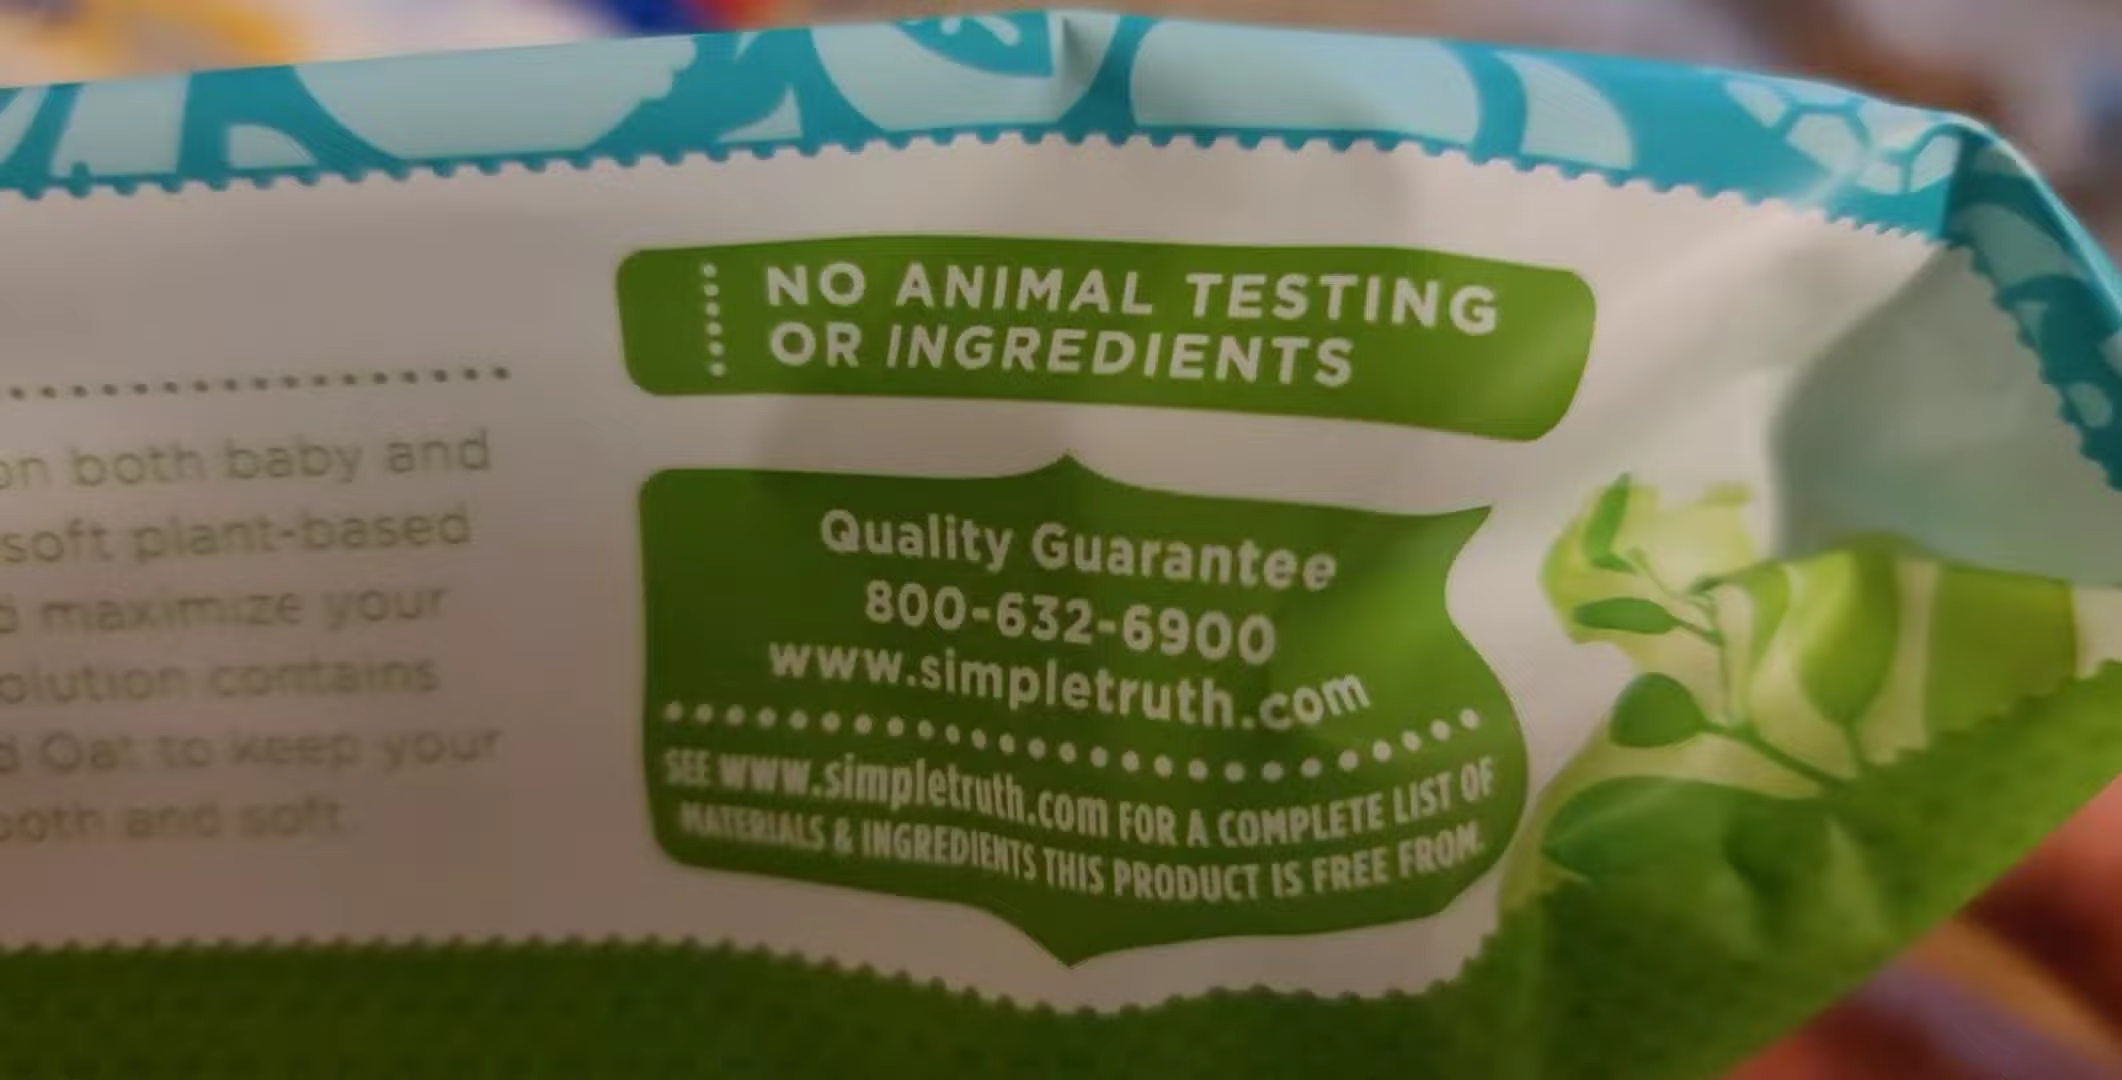 on both baby and
soft plant-based
maximize your
contains
Oat to keep your
and soft.
NO ANIMAL TESTING
OR INGREDIENTS
Quality Guarantee
800-632-6900
www.simpletruth.com
SEE www.simpletruth.com FOR A COMPLETE LIST OF
MATERIALS & INGREDIENTS THIS PRODUCT IS FREE FROM.